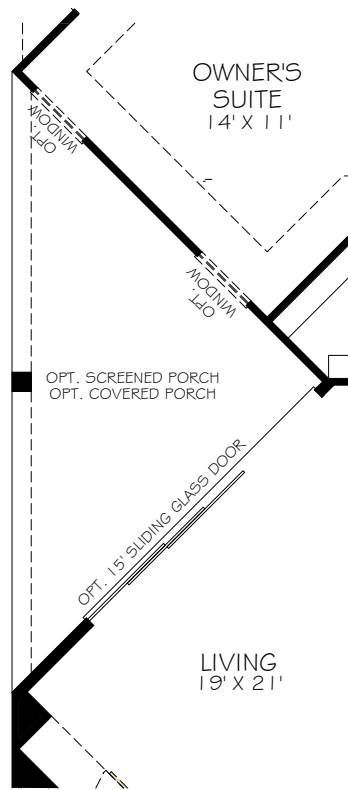 OWNER'S
SUITE
14' X 11'
OPT.
WINDOW
OPT.
WINDOW
OPT. SCREENED PORCH
OPT. COVERED PORCH
OPT. 15' SLIDING GLASS DOOR
LIVING
19' X 21'